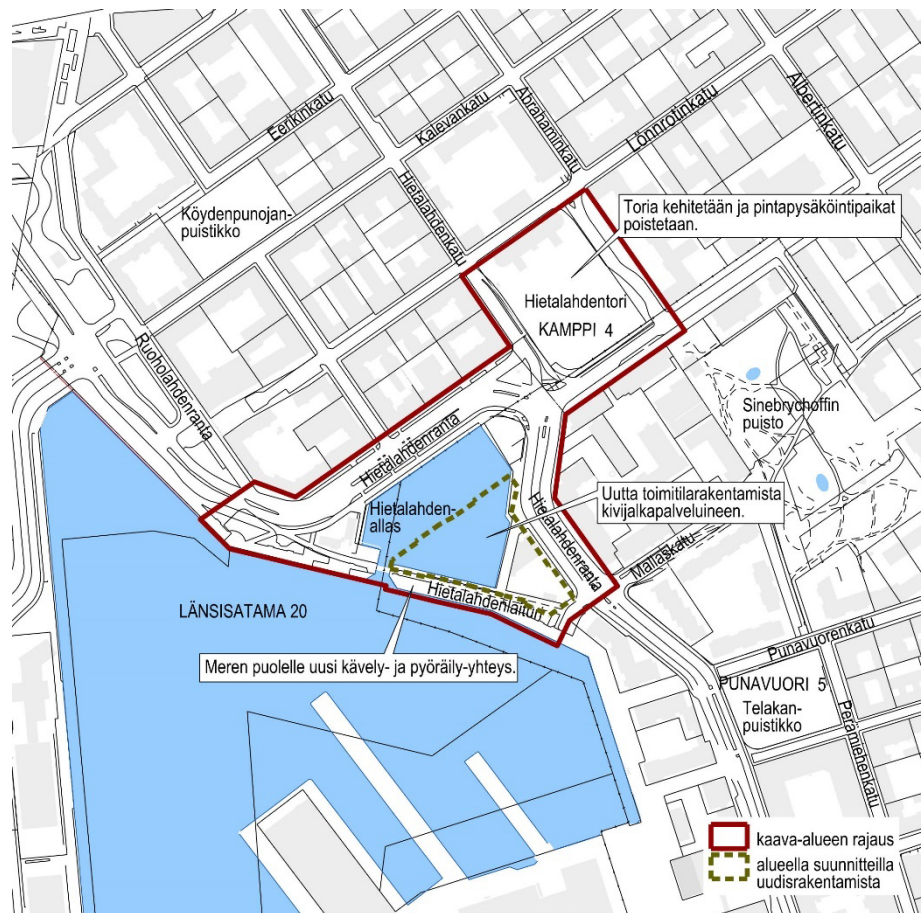 Eerikinkatu
Kalevankatu
Abrahaminkatu
Lönnrotinkatu
Albertinkatu
Köydenpunojan-
puistikko
Hietalahdenkatu
Toria kehitetään ja pintapysäköintipaikat
poistetaan.
Hietalahdentori
KAMPPI 4
Ruoholahdenranta
Sinebrychoffin
puisto
Hietalahdenranta
Hietalahden-
allas
Uutta toimitilarakentamista
kivijalkapalveluineen.
Hietalahdenranta
Mallaskatu
Hietalahdenlaituri
LÄNSISATAMA 20
Meren puolelle uusi kävely- ja pyöräily-yhteys.
Punavuorenkatu
PUNAVUORI 5
Telakan-
puistikko
Perämiehenkatu
kaava-alueen rajaus
alueella suunnitteilla
uudisrakentamista